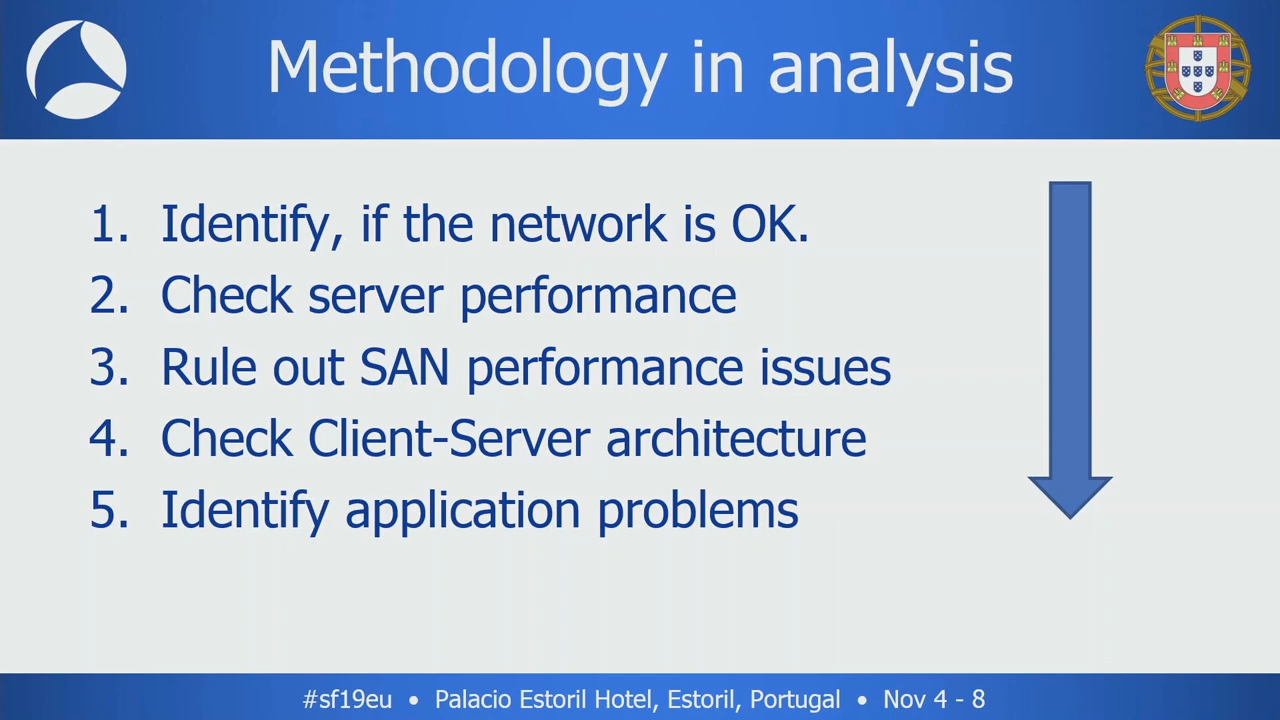 Methodology in analysis
1. Identify, if the network is OK.
2. Check server performance
3. Rule out SAN performance issues
4. Check Client-Server architecture
5. Identify application problems
#sf19eu • Palacio Estoril Hotel, Estoril, Portugal • Nov 4 - 8